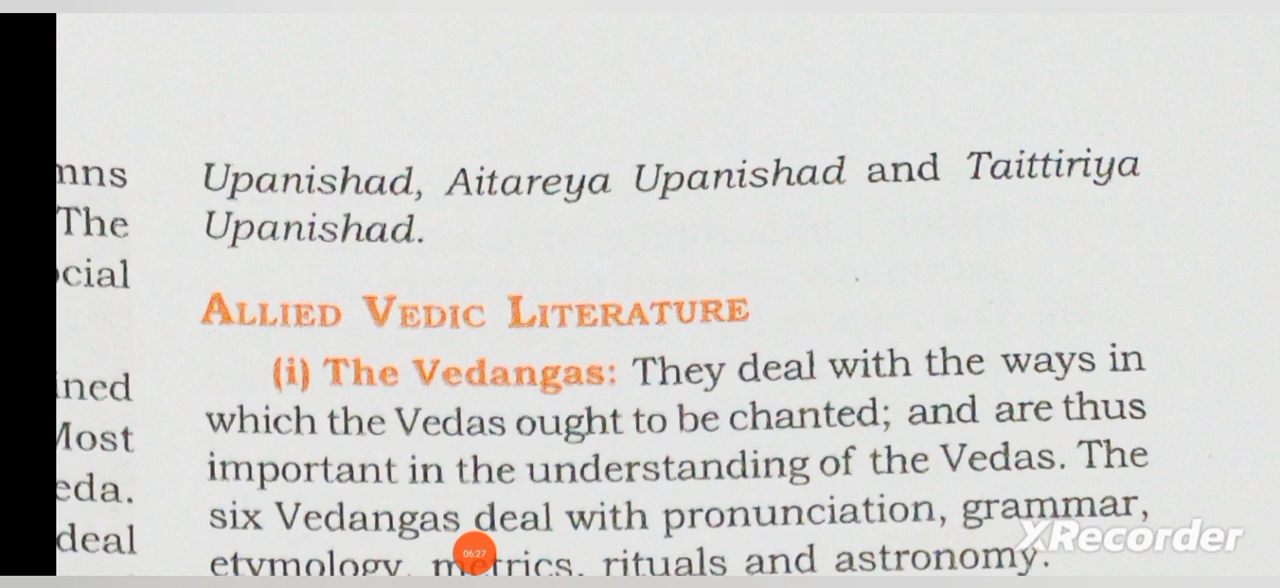 mns
The
cial
ned
Most
eda.
deal
Upanishad, Aitareya Upanishad and Taittiriya
Upanishad.
ALLIED VEDIC LITERATURE
(i) The Vedangas: They deal with the ways in
which the Vedas ought to be chanted; and are thus
important in the understanding of the Vedas. The
six Vedangas deal with pronunciation, grammar,
etymology, metrics, rituals and astronomy.
06:27
XRecorder